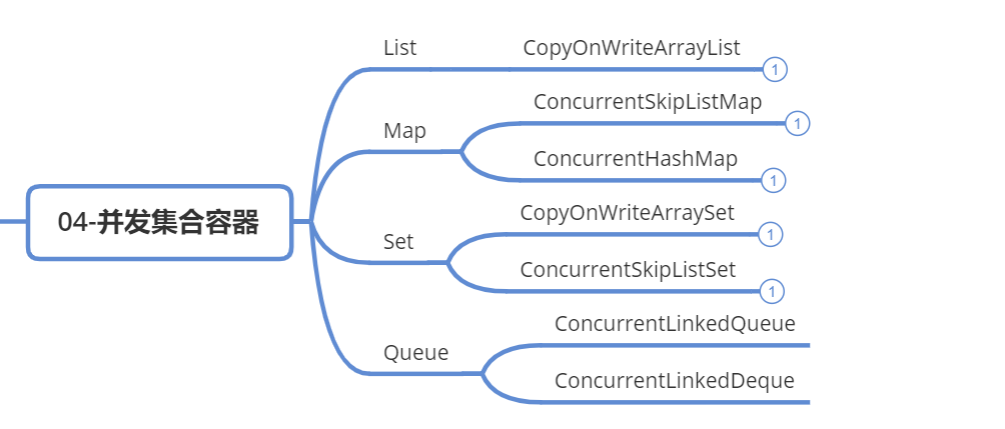 04-并发集合容器
List
CopyOnWriteArrayList
1
Map
ConcurrentSkipListMap
1
ConcurrentHashMap
1
Set
CopyOnWriteArraySet
1
ConcurrentSkipListSet
1
Queue
ConcurrentLinkedQueue
ConcurrentLinkedDeque